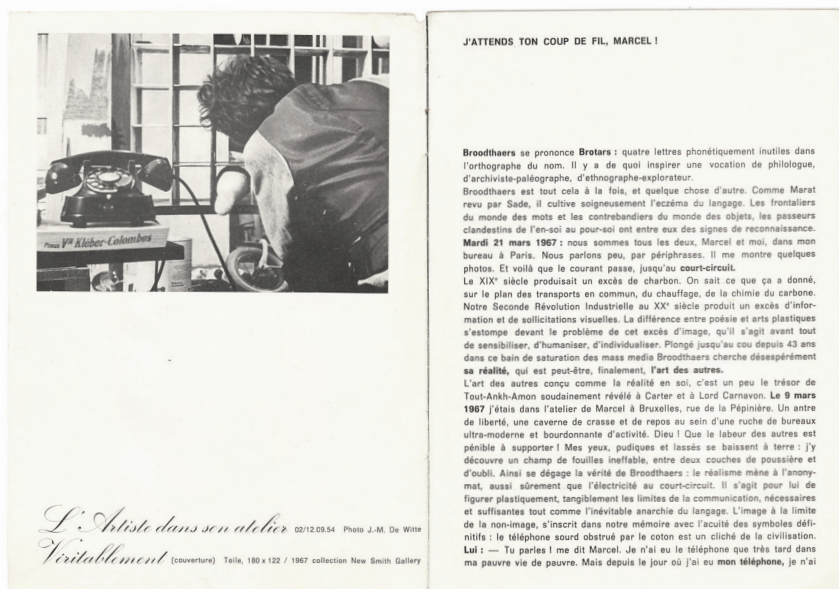 Pneus V^R Kléber-Colombes
L'Artiste dans son atelier 02/12.09.54 Photo J.-M. De Witte
Véritablement (couverture) Toile, 180 x 122 / 1967 collection New Smith Gallery
J'ATTENDS TON COUP DE FIL, MARCEL !
Broodthaers se prononce Brotars : quatre lettres phonétiquement inutiles dans
l'orthographe du nom. Il y a de quoi inspirer une vocation de philologue,
d'archiviste-paléographe, d'ethnographe-explorateur.
Broodthaers est tout cela à la fois, et quelque chose d'autre. Comme Marat
revu par Sade, il cultive soigneusement l'eczéma du langage. Les frontaliers
du monde des mots et les contrebandiers du monde des objets, les passeurs
clandestins de l'en-soi au pour-soi ont entre eux des signes de reconnaissance.
Mardi 21 mars 1967 : nous sommes tous les deux, Marcel et moi, dans mon
bureau à Paris. Nous parlons peu, par périphrases. Il me montre quelques
photos. Et voilà que le courant passe, jusqu'au court-circuit.
Le XIXe siècle produisait un excès de charbon. On sait ce que ça a donné,
sur le plan des transports en commun, du chauffage, de la chimie du carbone.
Notre Seconde Révolution Industrielle au XXe siècle produit un excès d'infor-
mation et de sollicitations visuelles. La différence entre poésie et arts plastiques
s'estompe devant le problème de cet excès d'image, qu'il s'agit avant tout
de sensibiliser, d'humaniser, d'individualiser. Plongé jusqu'au cou depuis 43 ans
dans ce bain de saturation des mass media Broodthaers cherche désespérément
sa réalité, qui est peut-être, finalement, l'art des autres.
L'art des autres conçu comme la réalité en soi, c'est un peu le trésor de
Tout-Ankh-Amon soudainement révélé à Carter et à Lord Carnavon. Le 9 mars
1967 j'étais dans l'atelier de Marcel à Bruxelles, rue de la Pépinière. Un antre
de liberté, une caverne de crasse et de repos au sein d'une ruche de bureaux
ultra-moderne et bourdonnante d'activité. Dieu ! Que le labeur des autres est
pénible à supporter ! Mes yeux, pudiques et lassés se baissent à terre : j'y
découvre un champ de fouilles ineffable, entre deux couches de poussière et
d'oubli. Ainsi se dégage la vérité de Broodthaers : le réalisme mène à l'anony-
mat, aussi sûrement que l'électricité au court-circuit. Il s'agit pour lui de
figurer plastiquement, tangiblement les limites de la communication, nécessaires
et suffisantes tout comme l'inévitable anarchie du langage. L'image à la limite
de la non-image, s'inscrit dans notre mémoire avec l'acuité des symboles défi-
nitifs : le téléphone sourd obstrué par le coton est un cliché de la civilisation.
Lui : — Tu parles ! me dit Marcel. Je n'ai eu le téléphone que très tard dans
ma pauvre vie de pauvre. Mais depuis le jour où j'ai eu mon téléphone, je n'ai